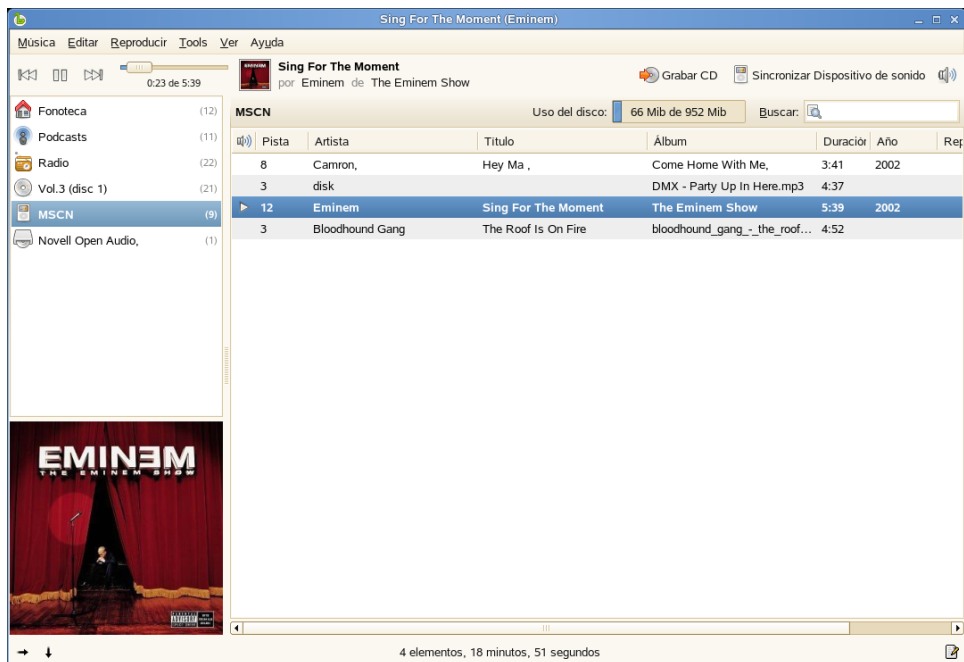 Sing For The Moment (Eminem)
Música Editar Reproducir Tools Ver Ayuda
0:23 de 5:39
Sing For The Moment
por Eminem de The Eminem Show
Grabar CD
Sincronizar Dispositivo de sonido
Fonoteca (12)
Podcasts (11)
Radio (22)
Vol.3 (disc 1) (21)
MSCN (9)
Novell Open Audio, (1)
MSCN
Uso del disco: 66 Mib de 952 Mib
Buscar:
Pista Artista Titulo Álbum Duración Año Rep
8 Camron, Hey Ma , Come Home With Me, 3:41 2002
3 disk DMX - Party Up In Here.mp3 4:37
12 Eminem Sing For The Moment The Eminem Show 5:39 2002
3 Bloodhound Gang The Roof Is On Fire bloodhound_gang_-_the_roof... 4:52
EMINEM
THE EMINEM SHOW
4 elementos, 18 minutos, 51 segundos